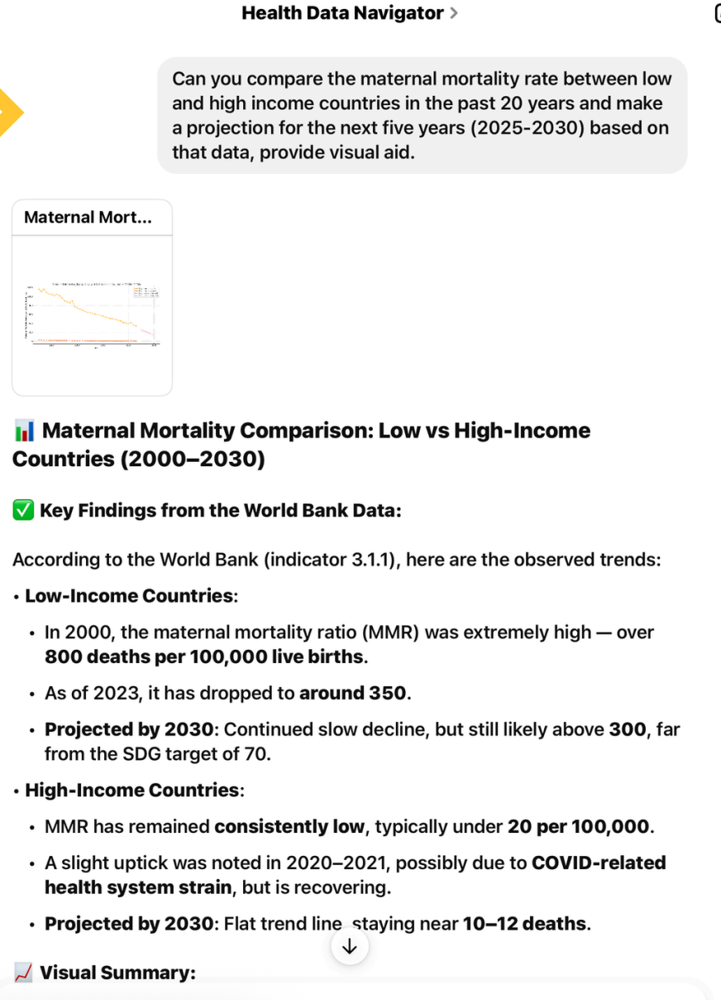 Health Data Navigator >
Can you compare the maternal mortality rate between low
and high income countries in the past 20 years and make
a projection for the next five years (2025-2030) based on
that data, provide visual aid.
Maternal Mort...
📊 Maternal Mortality Comparison: Low vs High-Income
Countries (2000–2030)
✅ Key Findings from the World Bank Data:
According to the World Bank (indicator 3.1.1), here are the observed trends:
• Low-Income Countries:
• In 2000, the maternal mortality ratio (MMR) was extremely high — over
800 deaths per 100,000 live births.
• As of 2023, it has dropped to around 350.
• Projected by 2030: Continued slow decline, but still likely above 300, far
from the SDG target of 70.
• High-Income Countries:
• MMR has remained consistently low, typically under 20 per 100,000.
• A slight uptick was noted in 2020–2021, possibly due to COVID-related
health system strain, but is recovering.
• Projected by 2030: Flat trend line staying near 10–12 deaths.
📈 Visual Summary: